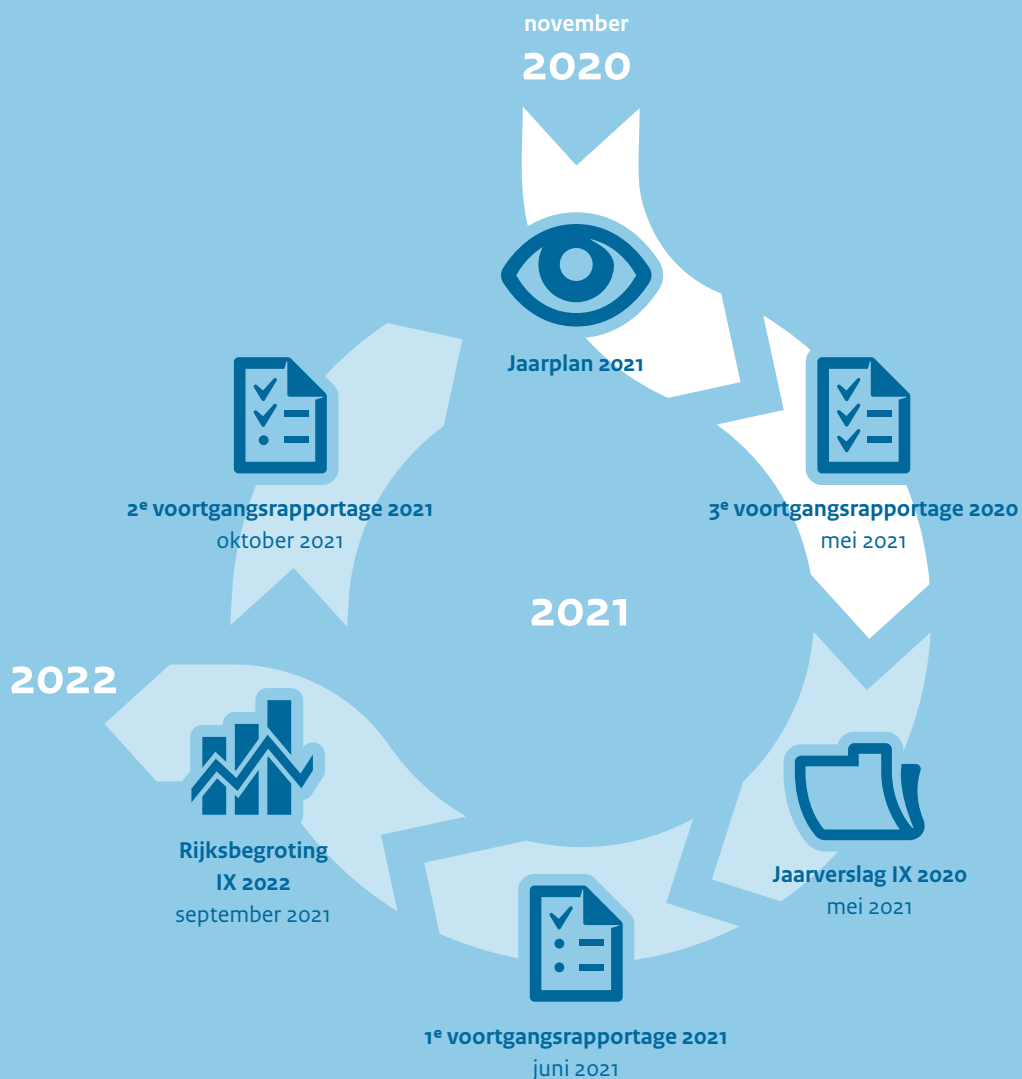 november
2020
Jaarplan 2021
3e voortgangsrapportage 2020
mei 2021
Jaarverslag IX 2020
mei 2021
1e voortgangsrapportage 2021
juni 2021
Rijksbegroting
IX 2022
september 2021
2022
2e voortgangsrapportage 2021
oktober 2021
2021